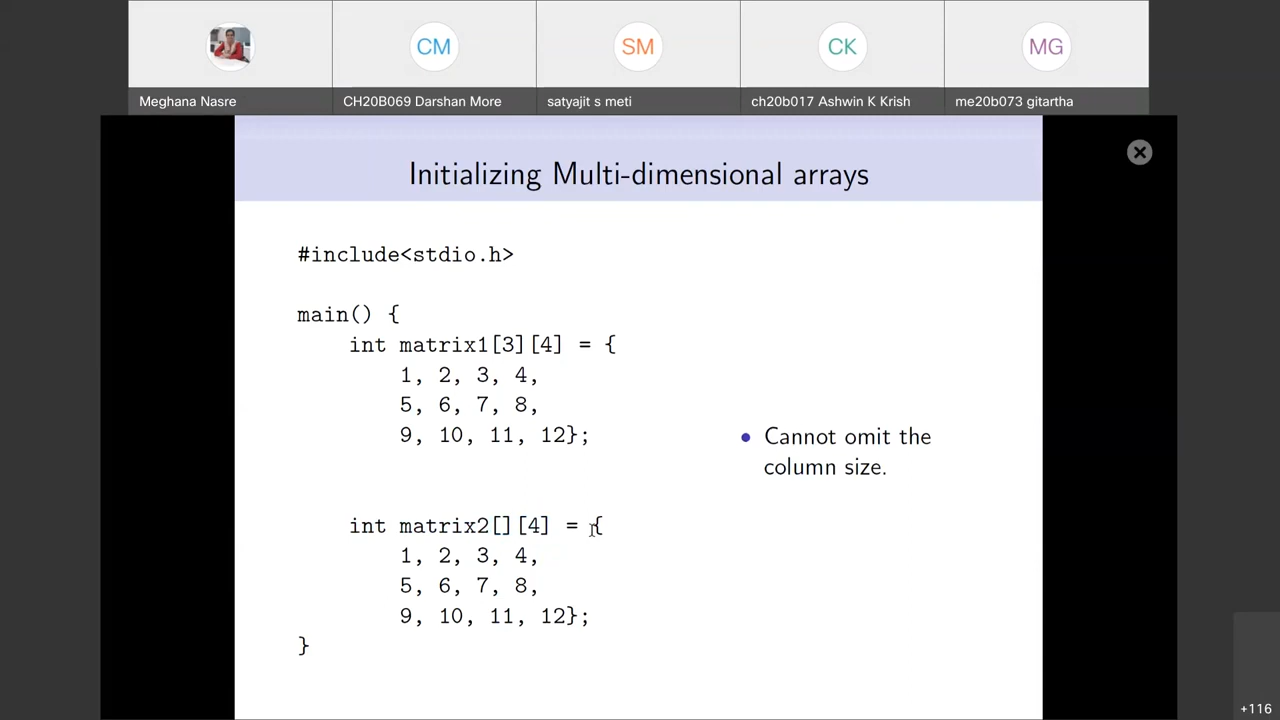 CM
SM
CK
MG
Meghana Nasre
CH20B069 Darshan More
satyajit s meti
ch20b017 Ashwin K Krish
me20b073 gitartha
Initializing Multi-dimensional arrays
#include<stdio.h>
main() {
int matrix1[3][4] = {
1, 2, 3, 4,
5, 6, 7, 8,
9, 10, 11, 12};
• Cannot omit the
column size.
int matrix2[][4] = {
1, 2, 3, 4,
5, 6, 7, 8,
9, 10, 11, 12};
}
+116